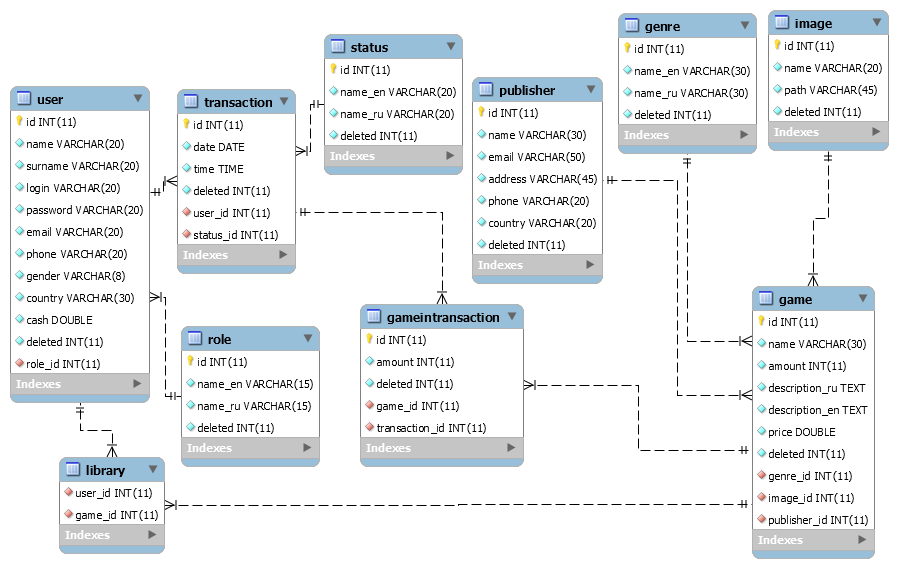 user
id INT(11)
name VARCHAR(20)
surname VARCHAR(20)
login VARCHAR(20)
password VARCHAR(20)
email VARCHAR(20)
phone VARCHAR(20)
gender VARCHAR(8)
country VARCHAR(30)
cash DOUBLE
deleted INT(11)
role_id INT(11)
Indexes
transaction
id INT(11)
date DATE
time TIME
deleted INT(11)
user_id INT(11)
status_id INT(11)
Indexes
status
id INT(11)
name_en VARCHAR(20)
name_ru VARCHAR(20)
deleted INT(11)
Indexes
publisher
id INT(11)
name VARCHAR(30)
email VARCHAR(50)
address VARCHAR(45)
phone VARCHAR(20)
country VARCHAR(20)
deleted INT(11)
Indexes
genre
id INT(11)
name_en VARCHAR(30)
name_ru VARCHAR(30)
deleted INT(11)
Indexes
image
id INT(11)
name VARCHAR(20)
path VARCHAR(45)
deleted INT(11)
Indexes
role
id INT(11)
name_en VARCHAR(15)
name_ru VARCHAR(15)
deleted INT(11)
Indexes
gameintransaction
id INT(11)
amount INT(11)
deleted INT(11)
game_id INT(11)
transaction_id INT(11)
Indexes
game
id INT(11)
name VARCHAR(30)
amount INT(11)
description_ru TEXT
description_en TEXT
price DOUBLE
deleted INT(11)
genre_id INT(11)
image_id INT(11)
publisher_id INT(11)
Indexes
library
user_id INT(11)
game_id INT(11)
Indexes